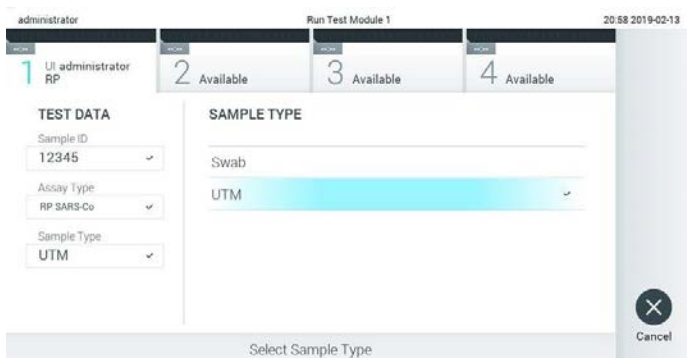 administrator Run Test Module 1 20:58 2019-02-13
1 UI administrator RP
2 Available
3 Available
4 Available
TEST DATA
Sample ID
12345
Assay Type
RP SARS-Co
Sample Type
UTM
SAMPLE TYPE
Swab
UTM
Cancel
Select Sample Type